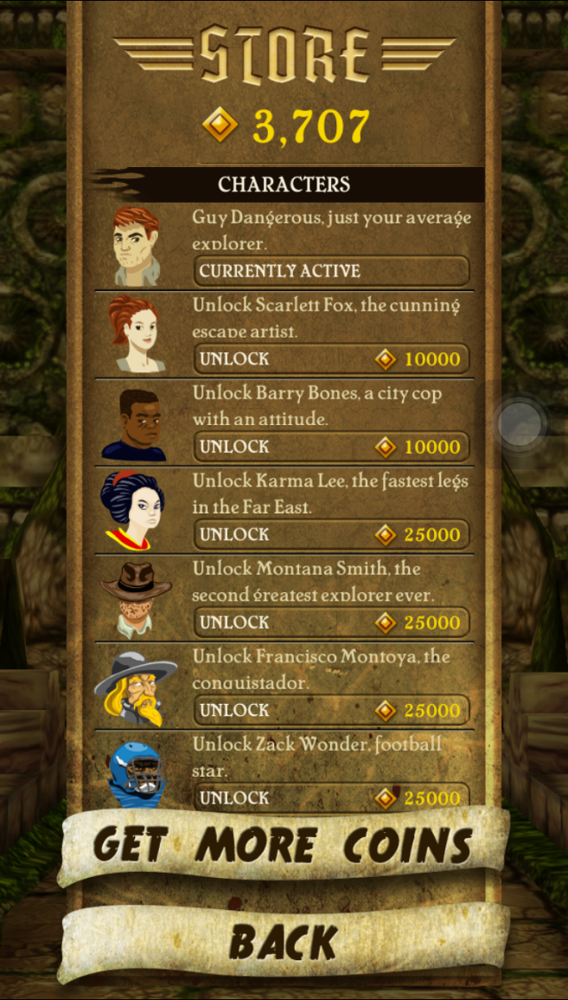 STORE
3,707
CHARACTERS
Guy Dangerous, just your average
explorer.
CURRENTLY ACTIVE
Unlock Scarlett Fox, the cunning
escape artist.
UNLOCK 10000
Unlock Barry Bones, a city cop
with an attitude.
UNLOCK 10000
Unlock Karma Lee, the fastest legs
in the Far East.
UNLOCK 25000
Unlock Montana Smith, the
second greatest explorer ever.
UNLOCK 25000
Unlock Francisco Montoya, the
conquistador.
UNLOCK 25000
Unlock Zack Wonder, football
star.
UNLOCK 25000
GET MORE COINS
BACK